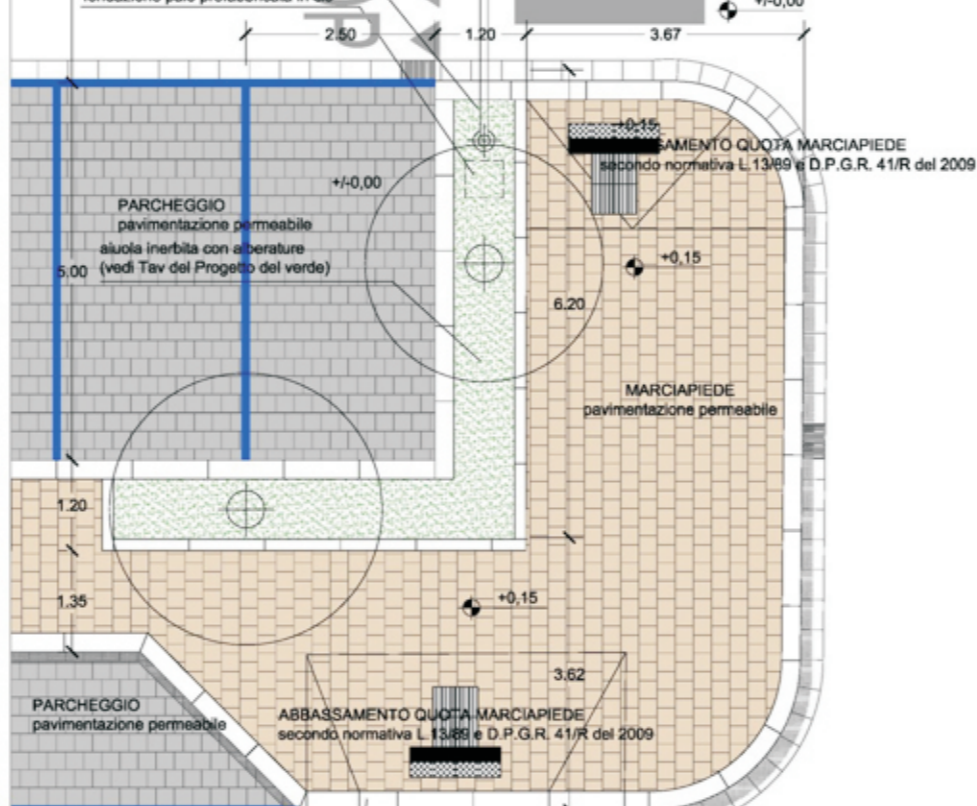 +/-0,00
2.50
1.20
3.67
+0.15
SAMENTO QUOTA MARCIAPIEDE
secondo normativa L.13/89 e D.P.G.R. 41/R del 2009
+/-0,00
PARCHEGGIO
pavimentazione permeabile
aiuola inerbita con alberature
(vedi Tav del Progetto del verde)
5.00
+0,15
6.20
MARCIAPIEDE
pavimentazione permeabile
1.20
1.35
+0,15
3.62
PARCHEGGIO
pavimentazione permeabile
ABBASSAMENTO QUOTA MARCIAPIEDE
secondo normativa L.13/89 e D.P.G.R. 41/R del 2009